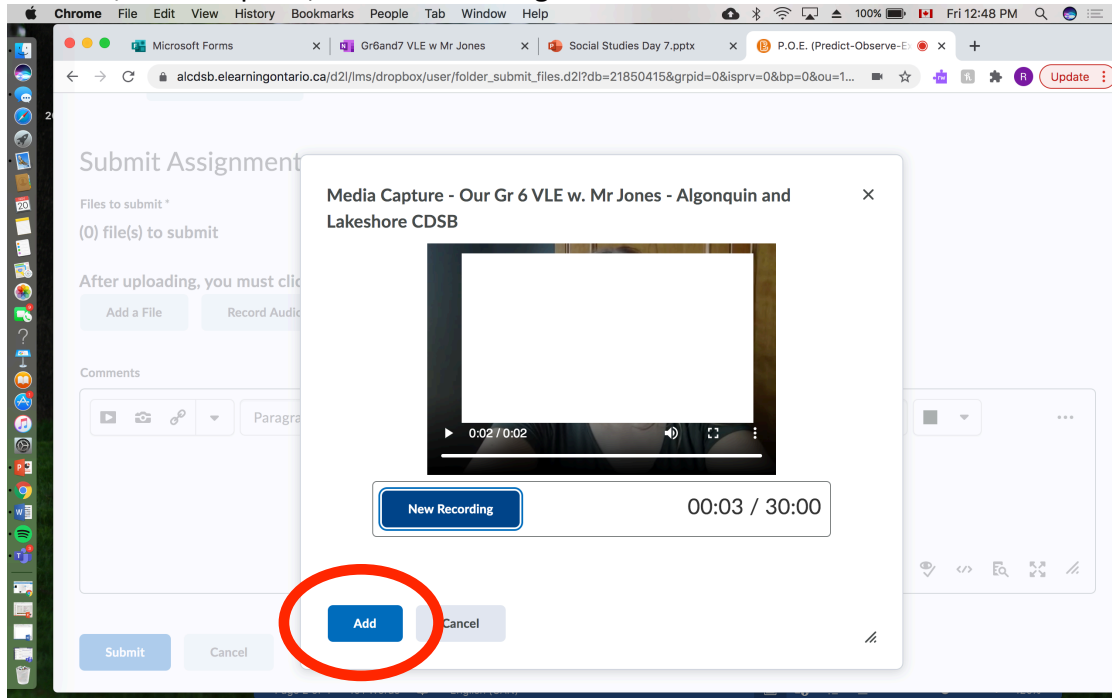 Chrome File Edit View History Bookmarks People Tab Window Help 100% Fri 12:48 PM
Microsoft Forms × Gr6and7 VLE w Mr Jones × Social Studies Day 7.pptx × P.O.E. (Predict-Observe-Ex × +
alcdsb.elearningontario.ca/d2l/lms/dropbox/user/folder_submit_files.d2l?db=21850415&grpid=0&isprv=0&bp=0&ou=1... R Update
Submit Assignment
Files to submit *
(0) file(s) to submit
After uploading, you must clic
Add a File Record Audio
Comments
Paragra
Media Capture - Our Gr 6 VLE w. Mr Jones - Algonquin and ×
Lakeshore CDSB
0:02 / 0:02
New Recording 00:03 / 30:00
Add Cancel
Submit Cancel